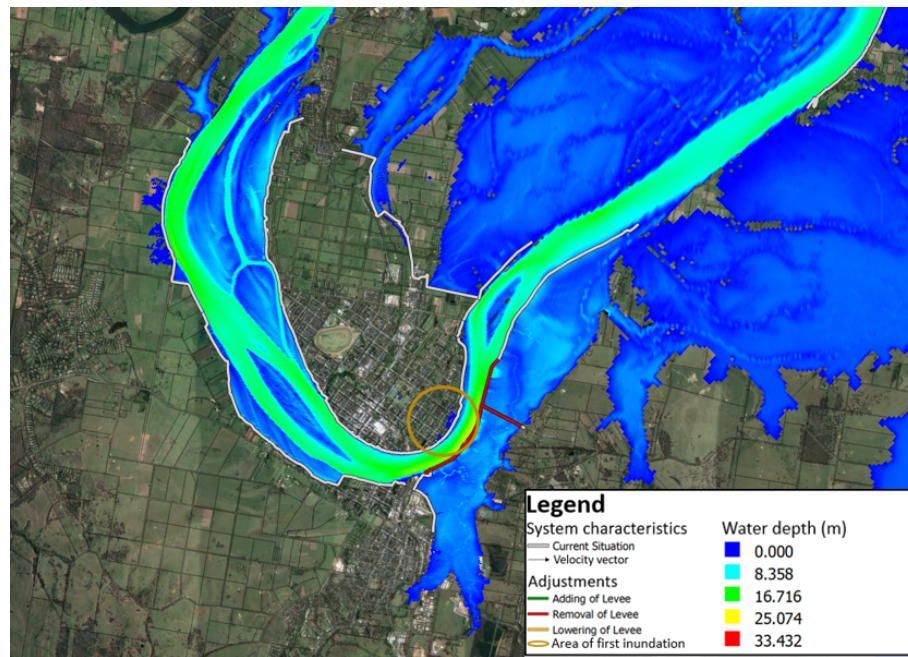 Legend
System characteristics
Current Situation
Velocity vector
Adjustments
Adding of Levee
Removal of Levee
Lowering of Levee
Area of first inundation
Water depth (m)
0.000
8.358
16.716
25.074
33.432